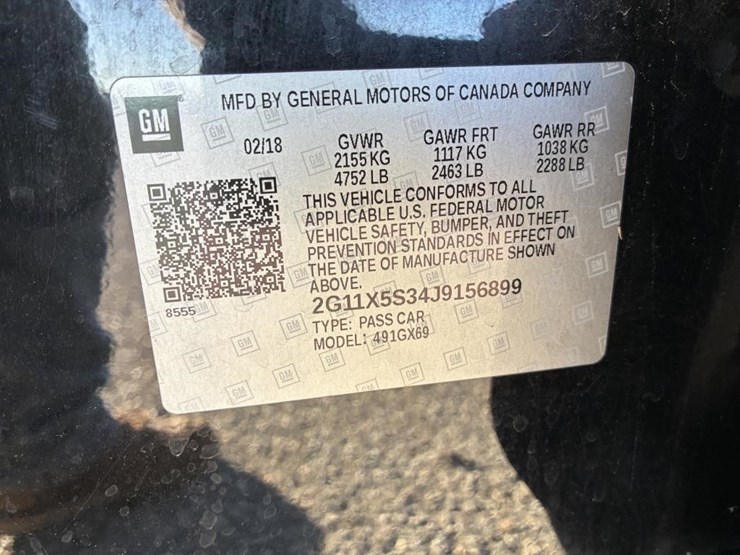 MFD BY GENERAL MOTORS OF CANADA COMPANY
GM
02/18
GVWR GAWR FRT GAWR RR
2155 KG 1117 KG 1038 KG
4752 LB 2463 LB 2288 LB
THIS VEHICLE CONFORMS TO ALL
APPLICABLE U.S. FEDERAL MOTOR
VEHICLE SAFETY, BUMPER, AND THEFT
PREVENTION STANDARDS IN EFFECT ON
THE DATE OF MANUFACTURE SHOWN
ABOVE.
8555
2G11X5S34J9156899
TYPE: PASS CAR
MODEL: 491GX69